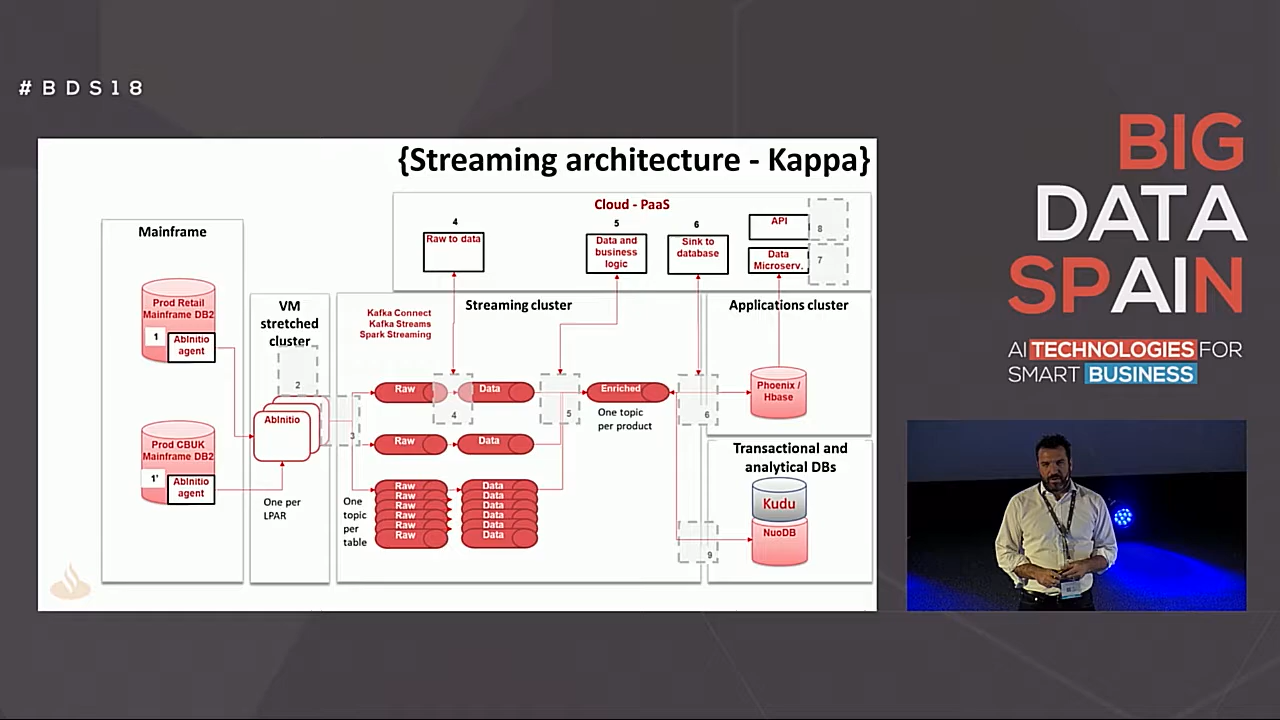 #BDS18
{Streaming architecture - Kappa}
Cloud - PaaS
4
Raw to data
5
Data and
business
logic
6
Sink to
database
API
8
Data
Microserv.
7
Mainframe
Prod Retail
Mainframe DB2
1
AbInitio
agent
Prod CBUK
Mainframe DB2
1'
AbInitio
agent
VM
stretched
cluster
2
AbInitio
3
One per
LPAR
Streaming cluster
Kafka Connect
Kafka Streams
Spark Streaming
Raw
4
Data
5
Enriched
One topic
per product
6
Raw
Data
One
topic
per
table
Raw
Raw
Raw
Raw
Raw
Raw
Data
Data
Data
Data
Data
Data
9
Applications cluster
Phoenix /
Hbase
Transactional and
analytical DBs
Kudu
NuoDB
BIG
DATA
SPAIN
AI TECHNOLOGIES FOR
SMART BUSINESS